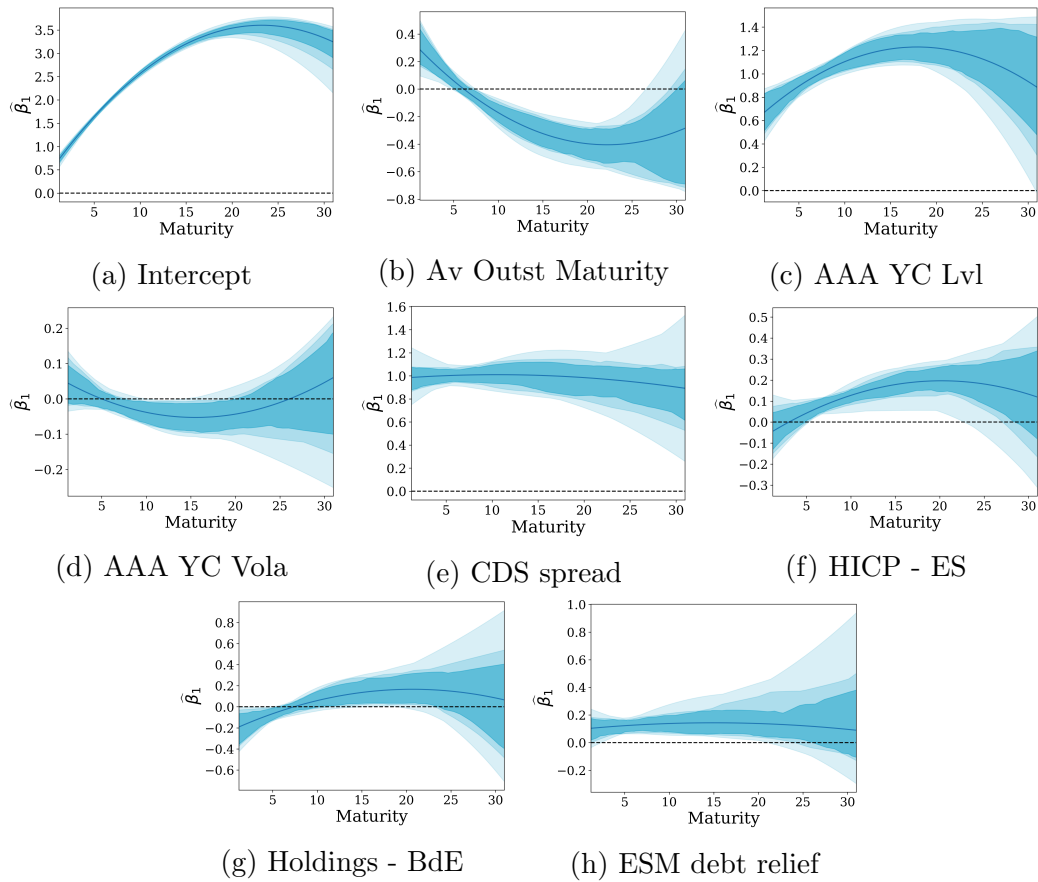 3.5
3.0
2.5
2.0
1.5
1.0
0.5
0.0
β̂₁
5 10 15 20 25 30
Maturity
(a) Intercept
0.4
0.2
0.0
−0.2
−0.4
−0.6
−0.8
β̂₁
5 10 15 20 25 30
Maturity
(b) Av Outst Maturity
1.4
1.2
1.0
0.8
0.6
0.4
0.2
0.0
β̂₁
5 10 15 20 25 30
Maturity
(c) AAA YC Lvl
0.2
0.1
0.0
−0.1
−0.2
β̂₁
5 10 15 20 25 30
Maturity
(d) AAA YC Vola
1.6
1.4
1.2
1.0
0.8
0.6
0.4
0.2
0.0
β̂₁
5 10 15 20 25 30
Maturity
(e) CDS spread
0.5
0.4
0.3
0.2
0.1
0.0
−0.1
−0.2
−0.3
β̂₁
5 10 15 20 25 30
Maturity
(f) HICP - ES
0.8
0.6
0.4
0.2
0.0
−0.2
−0.4
−0.6
β̂₁
5 10 15 20 25 30
Maturity
(g) Holdings - BdE
1.0
0.8
0.6
0.4
0.2
0.0
−0.2
β̂₁
5 10 15 20 25 30
Maturity
(h) ESM debt relief